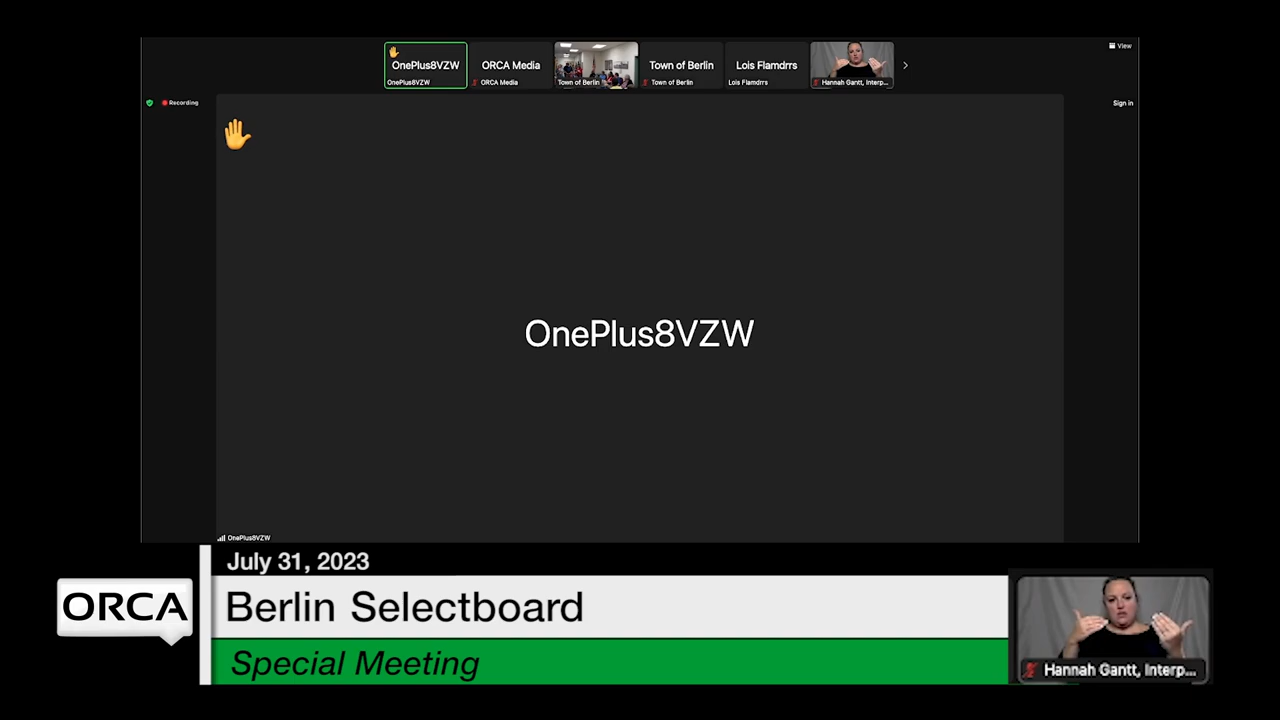 View
OnePlus8VZW
OnePlus8VZW
ORCA Media
ORCA Media
Town of Berlin
Town of Berlin
Town of Berlin
Lois Flamdrrs
Lois Flamdrrs
Hannah Gantt, Interp...
Recording
Sign in
OnePlus8VZW
OnePlus8VZW
July 31, 2023
ORCA
Berlin Selectboard
Special Meeting
Hannah Gantt, Interp...